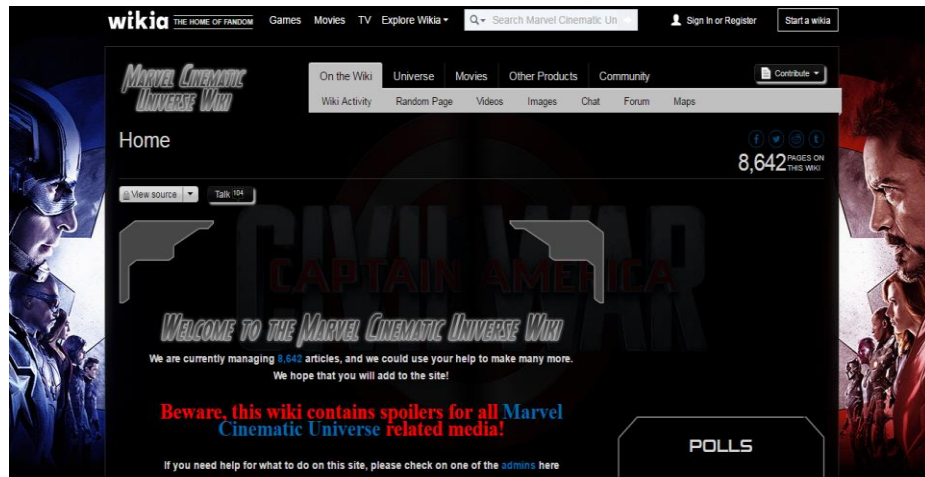 wikia THE HOME OF FANDOM Games Movies TV Explore Wikia Search Marvel Cinematic Un Sign In or Register Start a wikia
MARVEL CINEMATIC
UNIVERSE WIKI
On the Wiki Universe Movies Other Products Community Contribute
Wiki Activity Random Page Videos Images Chat Forum Maps
Home
8,642 PAGES ON
THIS WIKI
View source Talk 104
CIVIL WAR
CAPTAIN AMERICA
WELCOME TO THE MARVEL CINEMATIC UNIVERSE WIKI
We are currently managing 8,642 articles, and we could use your help to make many more.
We hope that you will add to the site!
Beware, this wiki contains spoilers for all Marvel
Cinematic Universe related media!
POLLS
If you need help for what to do on this site, please check on one of the admins here